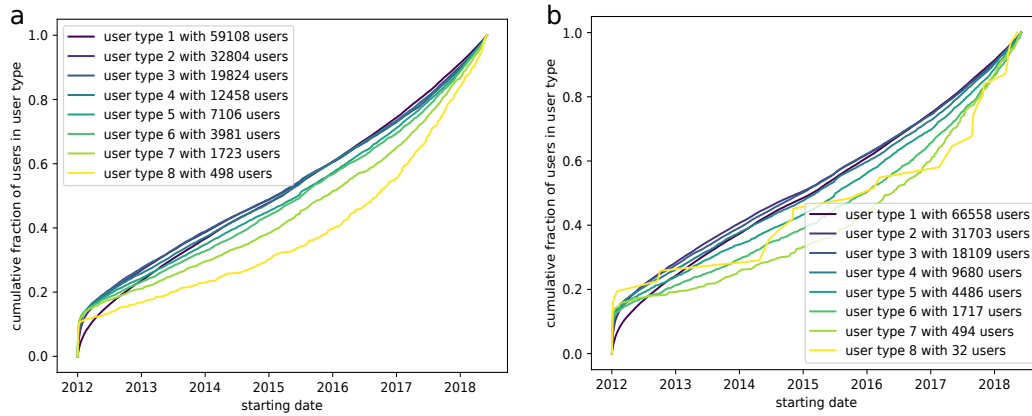 a
cumulative fraction of users in user type
1.0
0.8
0.6
0.4
0.2
0.0
user type 1 with 59108 users
user type 2 with 32804 users
user type 3 with 19824 users
user type 4 with 12458 users
user type 5 with 7106 users
user type 6 with 3981 users
user type 7 with 1723 users
user type 8 with 498 users
2012 2013 2014 2015 2016 2017 2018
starting date
b
cumulative fraction of users in user type
1.0
0.8
0.6
0.4
0.2
0.0
user type 1 with 66558 users
user type 2 with 31703 users
user type 3 with 18109 users
user type 4 with 9680 users
user type 5 with 4486 users
user type 6 with 1717 users
user type 7 with 494 users
user type 8 with 32 users
2012 2013 2014 2015 2016 2017 2018
starting date